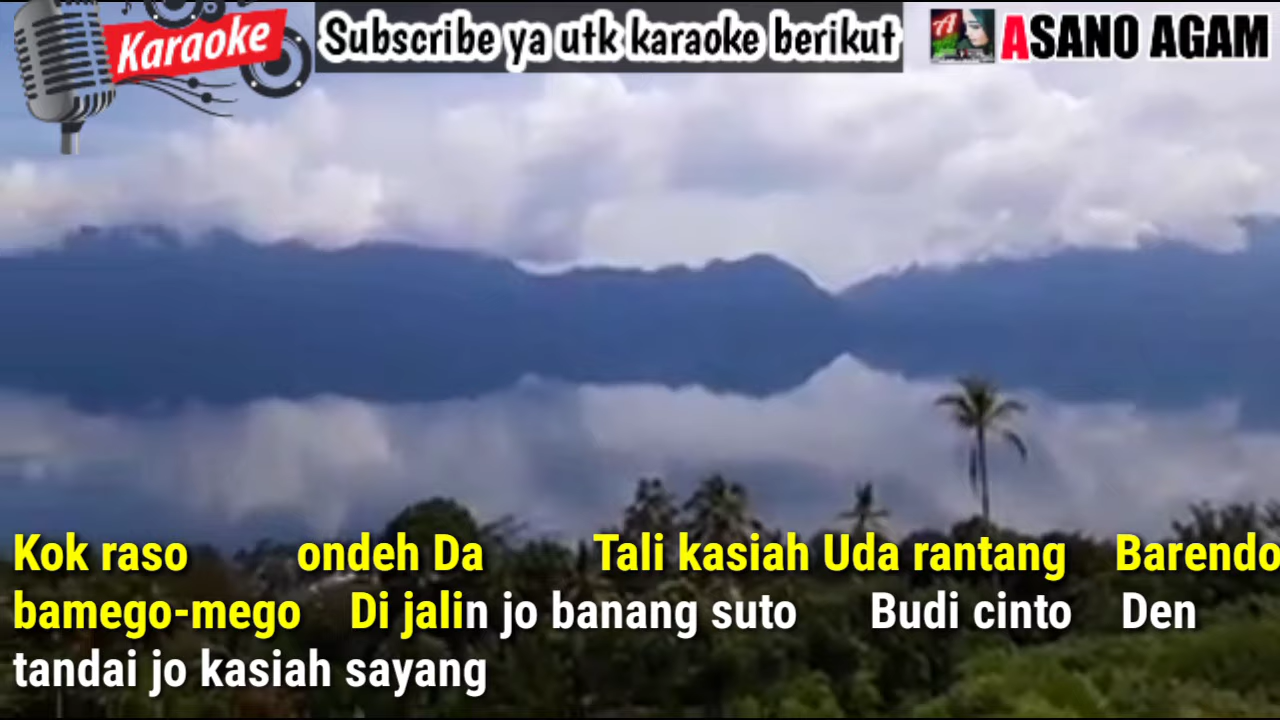 Karaoke
Subscribe ya utk karaoke berikut
ASANO AGAM
Kok raso ondeh Da Tali kasiah Uda rantang Barendo
bamego-mego Di jalin jo banang suto Budi cinto Den
tandai jo kasiah sayang